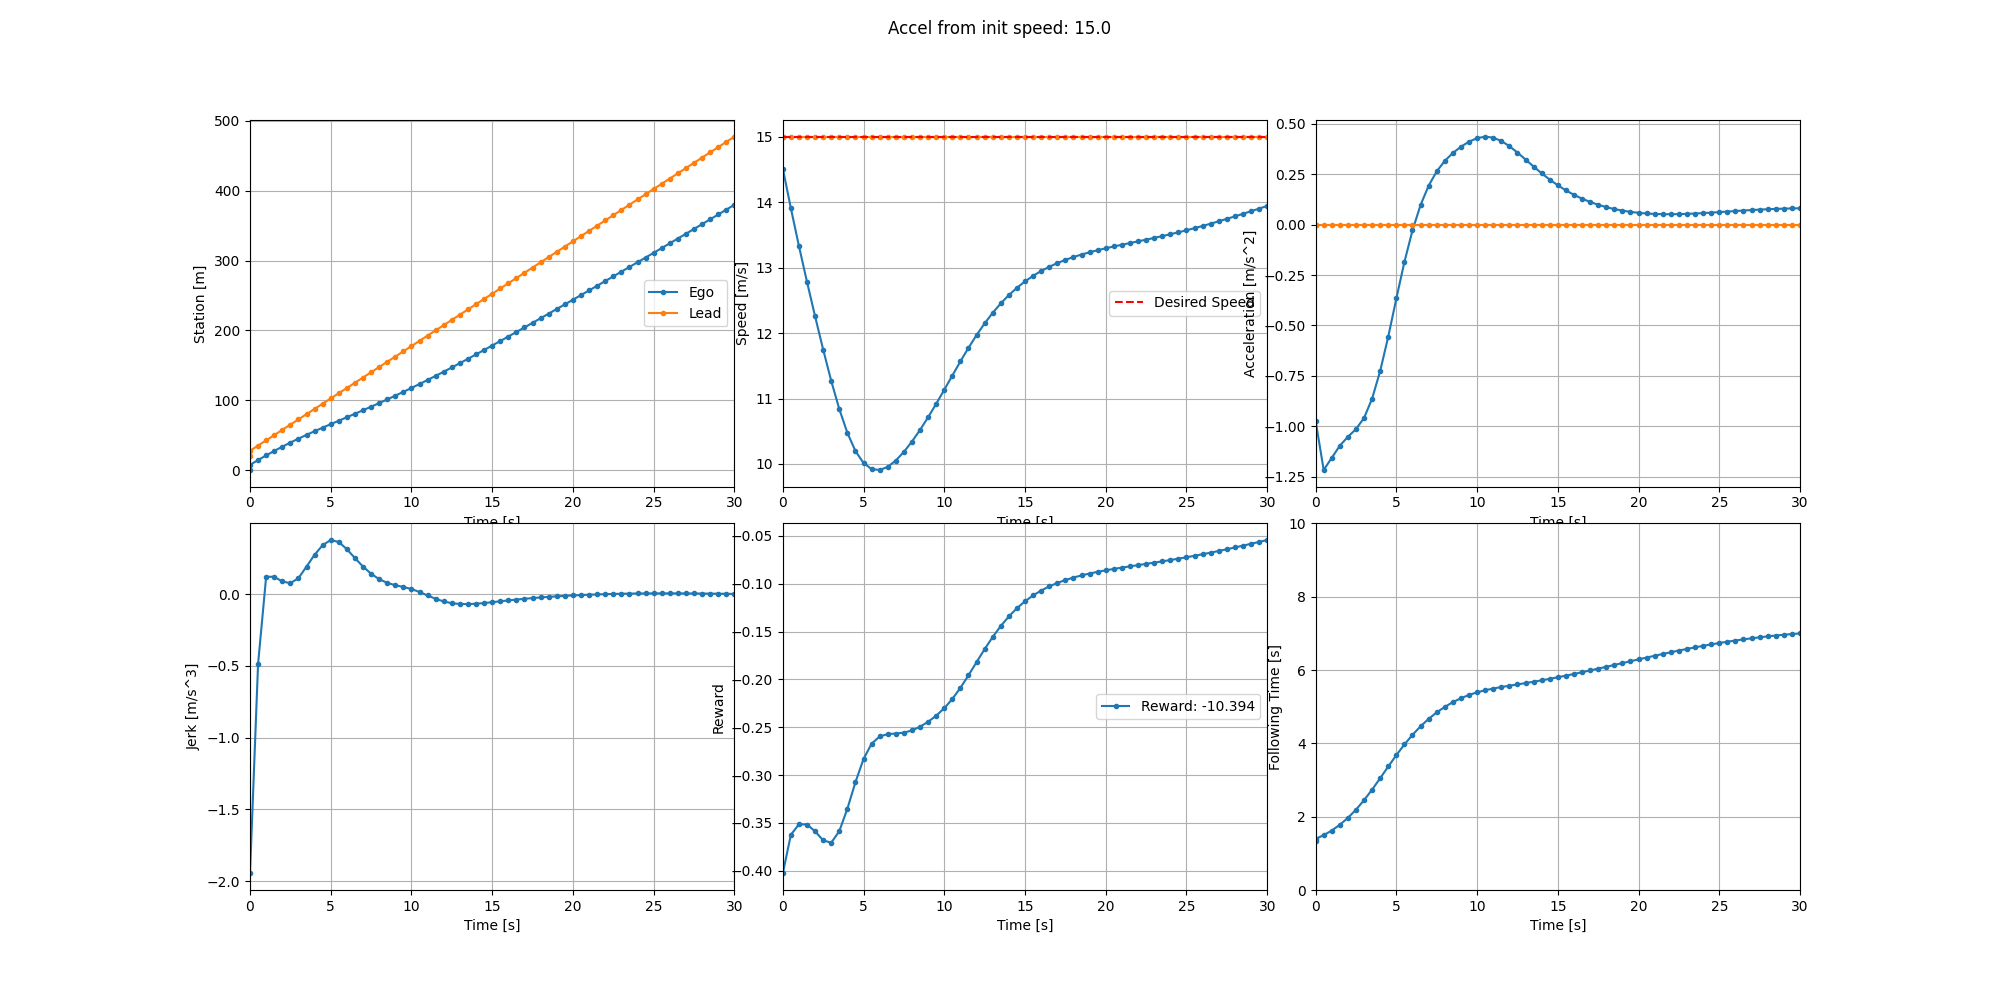 Accel from init speed: 15.0
500
400
300
200
100
0
Station [m]
Ego
Lead
0 5 10 15 20 25 30
Time [s]
15
14
13
12
11
10
Speed [m/s]
Desired Speed
0 5 10 15 20 25 30
Time [s]
0.50
0.25
0.00
−0.25
−0.50
−0.75
−1.00
−1.25
Acceleration [m/s^2]
0 5 10 15 20 25 30
Time [s]
0.0
−0.5
−1.0
−1.5
−2.0
Jerk [m/s^3]
0 5 10 15 20 25 30
Time [s]
−0.05
−0.10
−0.15
−0.20
−0.25
−0.30
−0.35
−0.40
Reward
Reward: -10.394
0 5 10 15 20 25 30
Time [s]
10
8
6
4
2
0
Following Time [s]
0 5 10 15 20 25 30
Time [s]